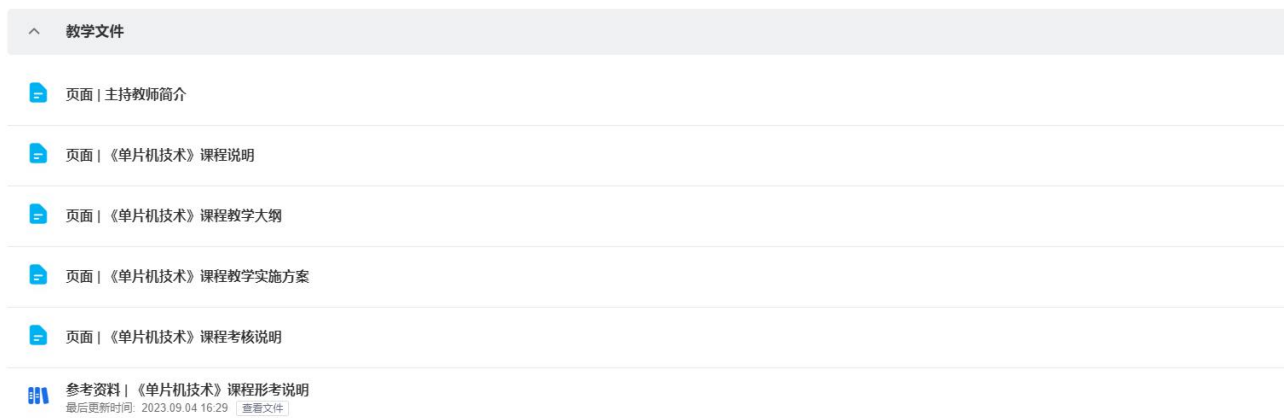 教学文件
页面 | 主持教师简介
页面 | 《单片机技术》课程说明
页面 | 《单片机技术》课程教学大纲
页面 | 《单片机技术》课程教学实施方案
页面 | 《单片机技术》课程考核说明
参考资料 | 《单片机技术》课程形考说明
最后更新时间: 2023.09.04 16:29 查看文件